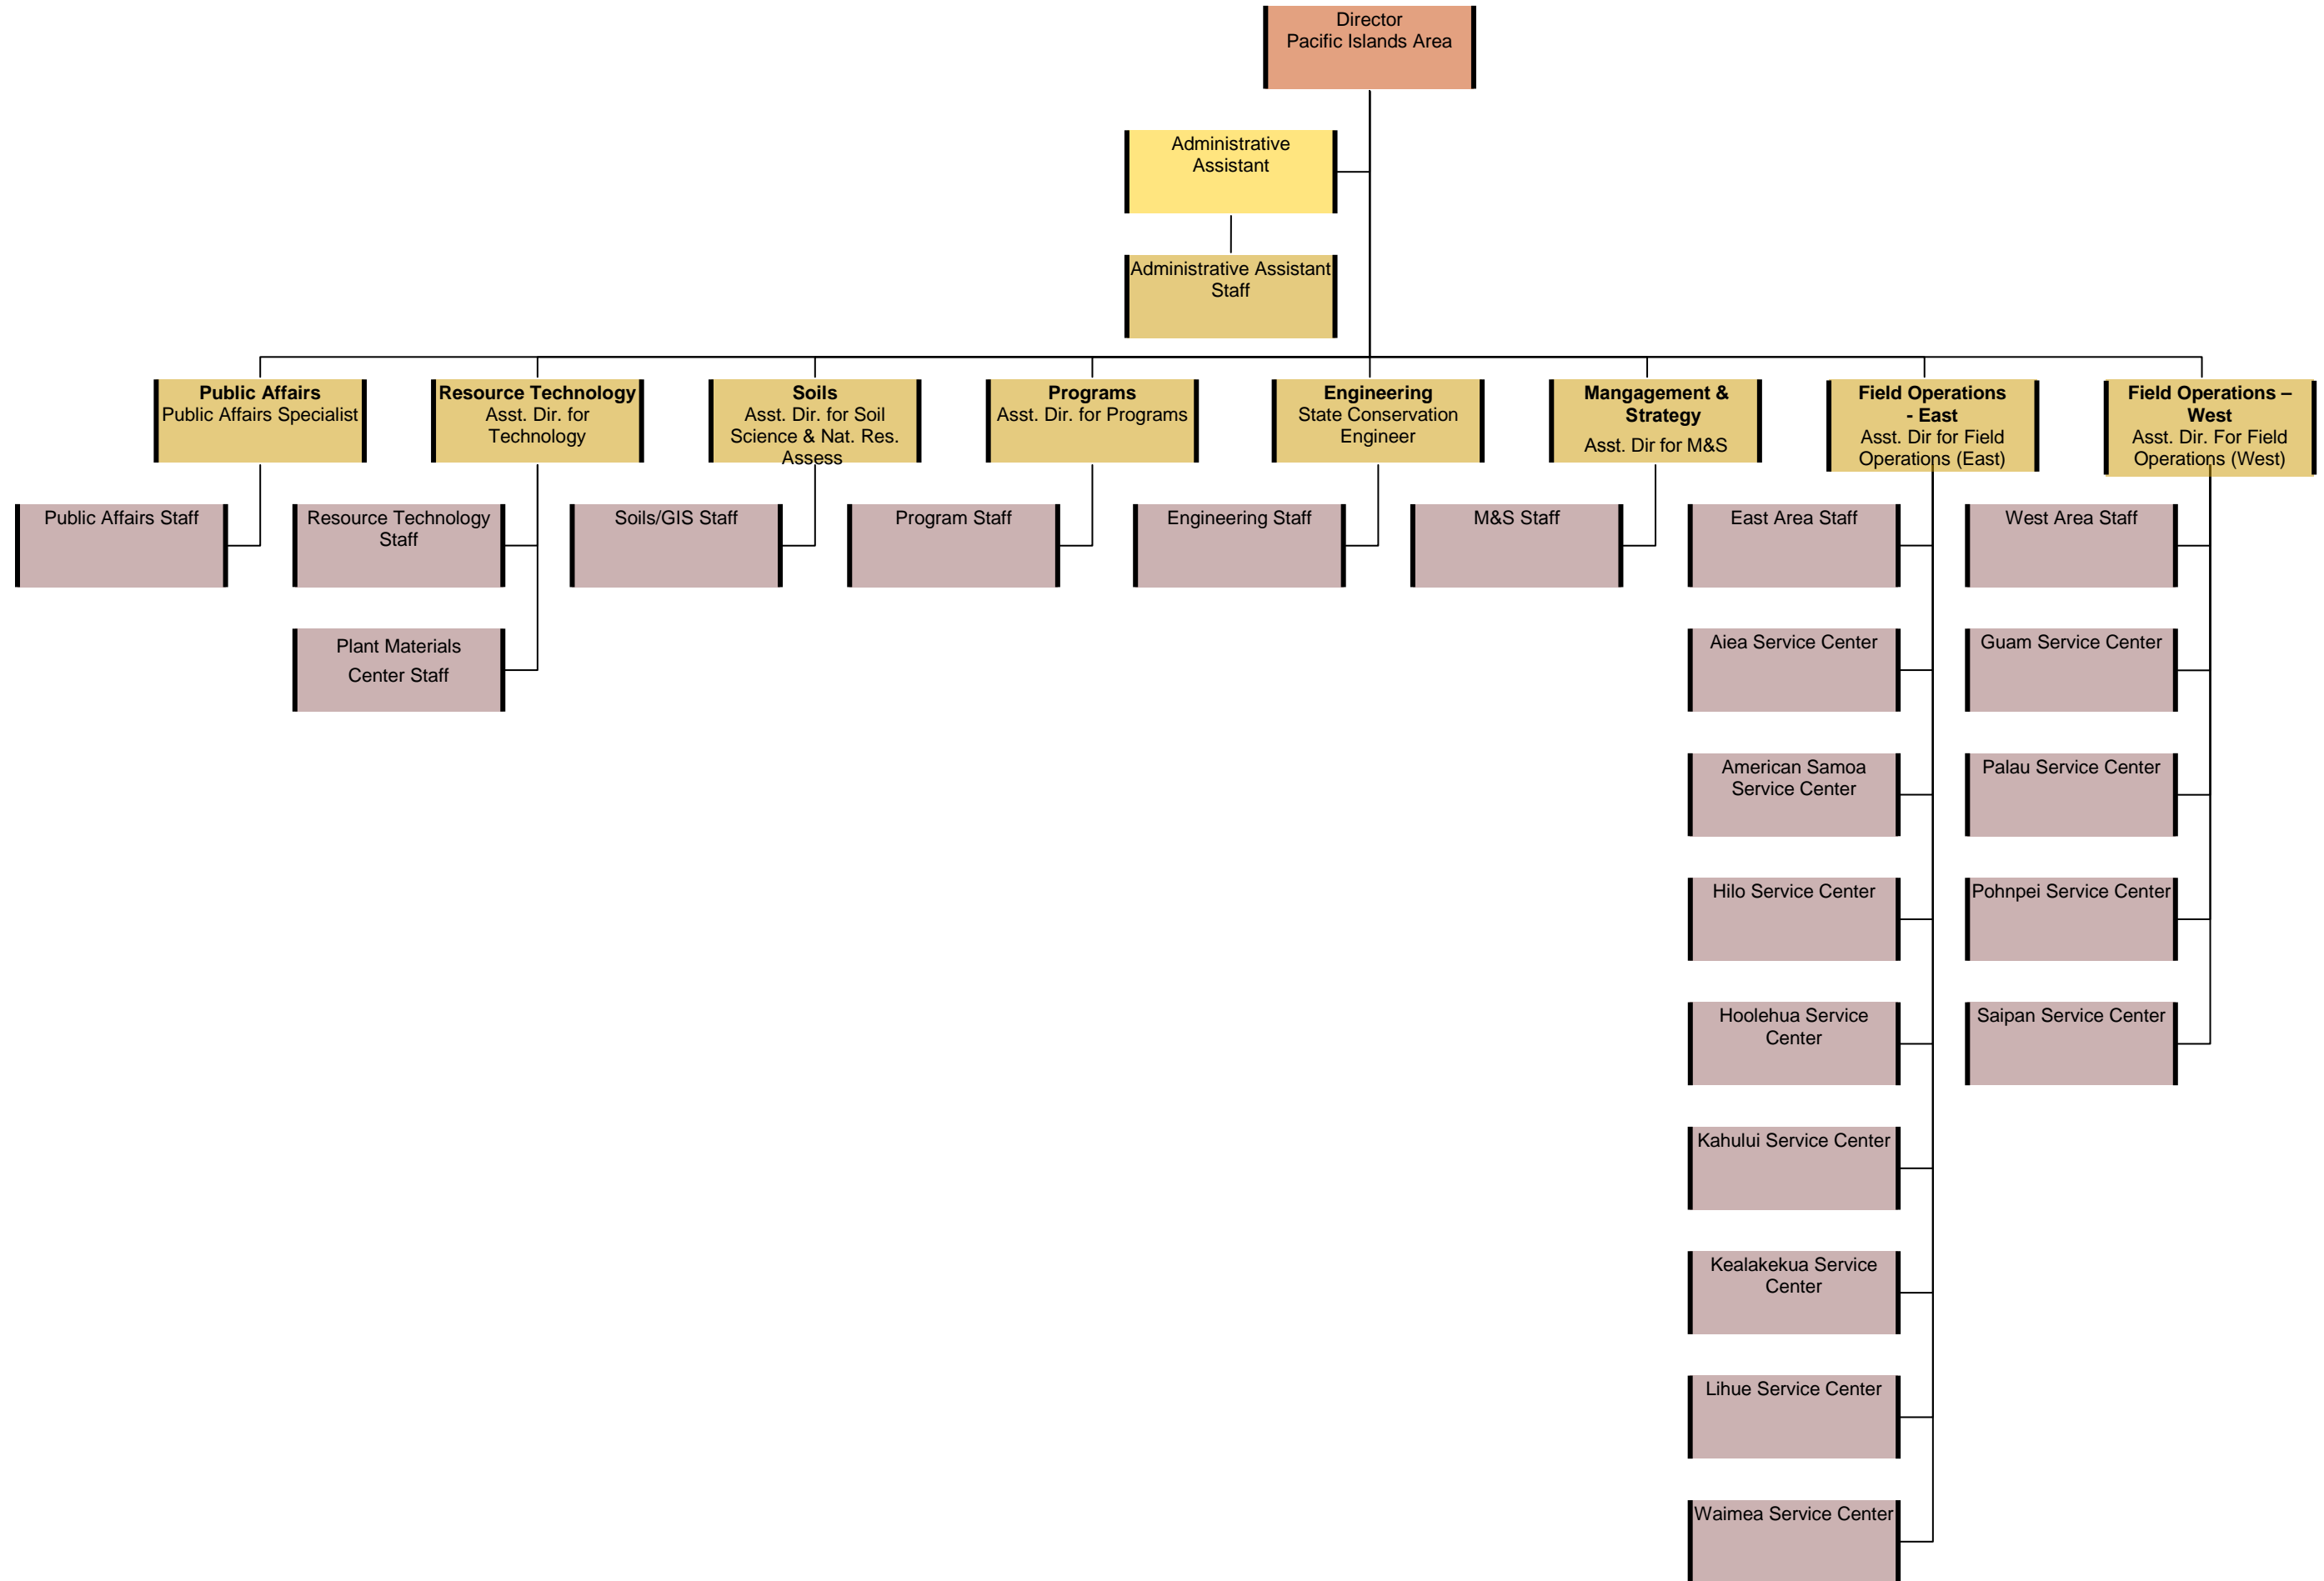 Director
Pacific Islands Area
Administrative
Assistant
Administrative Assistant
Staff
Public Affairs
Public Affairs Specialist
Resource Technology
Asst. Dir. for
Technology
Soils
Asst. Dir. for Soil
Science & Nat. Res.
Assess
Programs
Asst. Dir. for Programs
Engineering
State Conservation
Engineer
Mangagement &
Strategy
Asst. Dir for M&S
Field Operations
- East
Asst. Dir for Field
Operations (East)
Field Operations –
West
Asst. Dir. For Field
Operations (West)
Public Affairs Staff
Resource Technology
Staff
Soils/GIS Staff
Program Staff
Engineering Staff
M&S Staff
East Area Staff
West Area Staff
Plant Materials
Center Staff
Aiea Service Center
Guam Service Center
American Samoa
Service Center
Palau Service Center
Hilo Service Center
Pohnpei Service Center
Hoolehua Service
Center
Saipan Service Center
Kahului Service Center
Kealakekua Service
Center
Lihue Service Center
Waimea Service Center